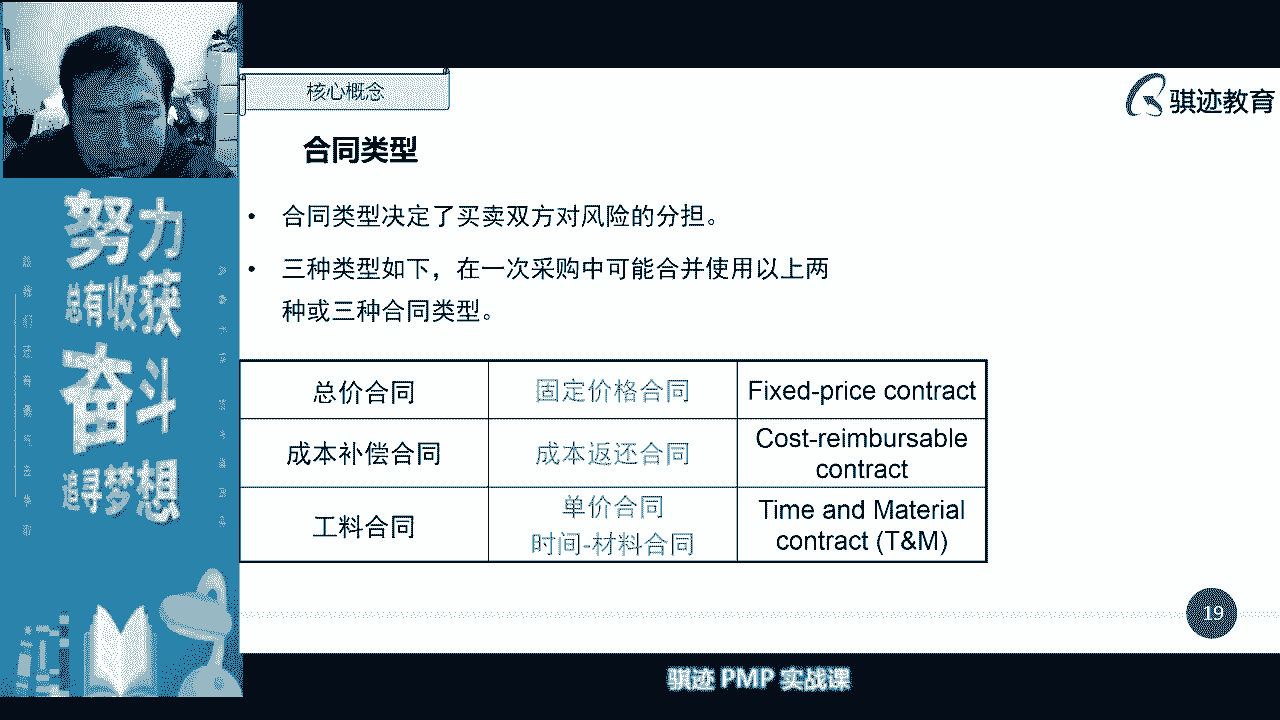 核心概念
骐迹教育
合同类型
• 合同类型决定了买卖双方对风险的分担。
• 三种类型如下，在一次采购中可能合并使用以上两
种或三种合同类型。
总价合同 固定价格合同 Fixed-price contract
成本补偿合同 成本返还合同 Cost-reimbursable
contract
工料合同 单价合同
时间-材料合同 Time and Material
contract (T&M)
19
骐迹 PMP 实战课
努力
总有收获
奋斗
追寻梦想